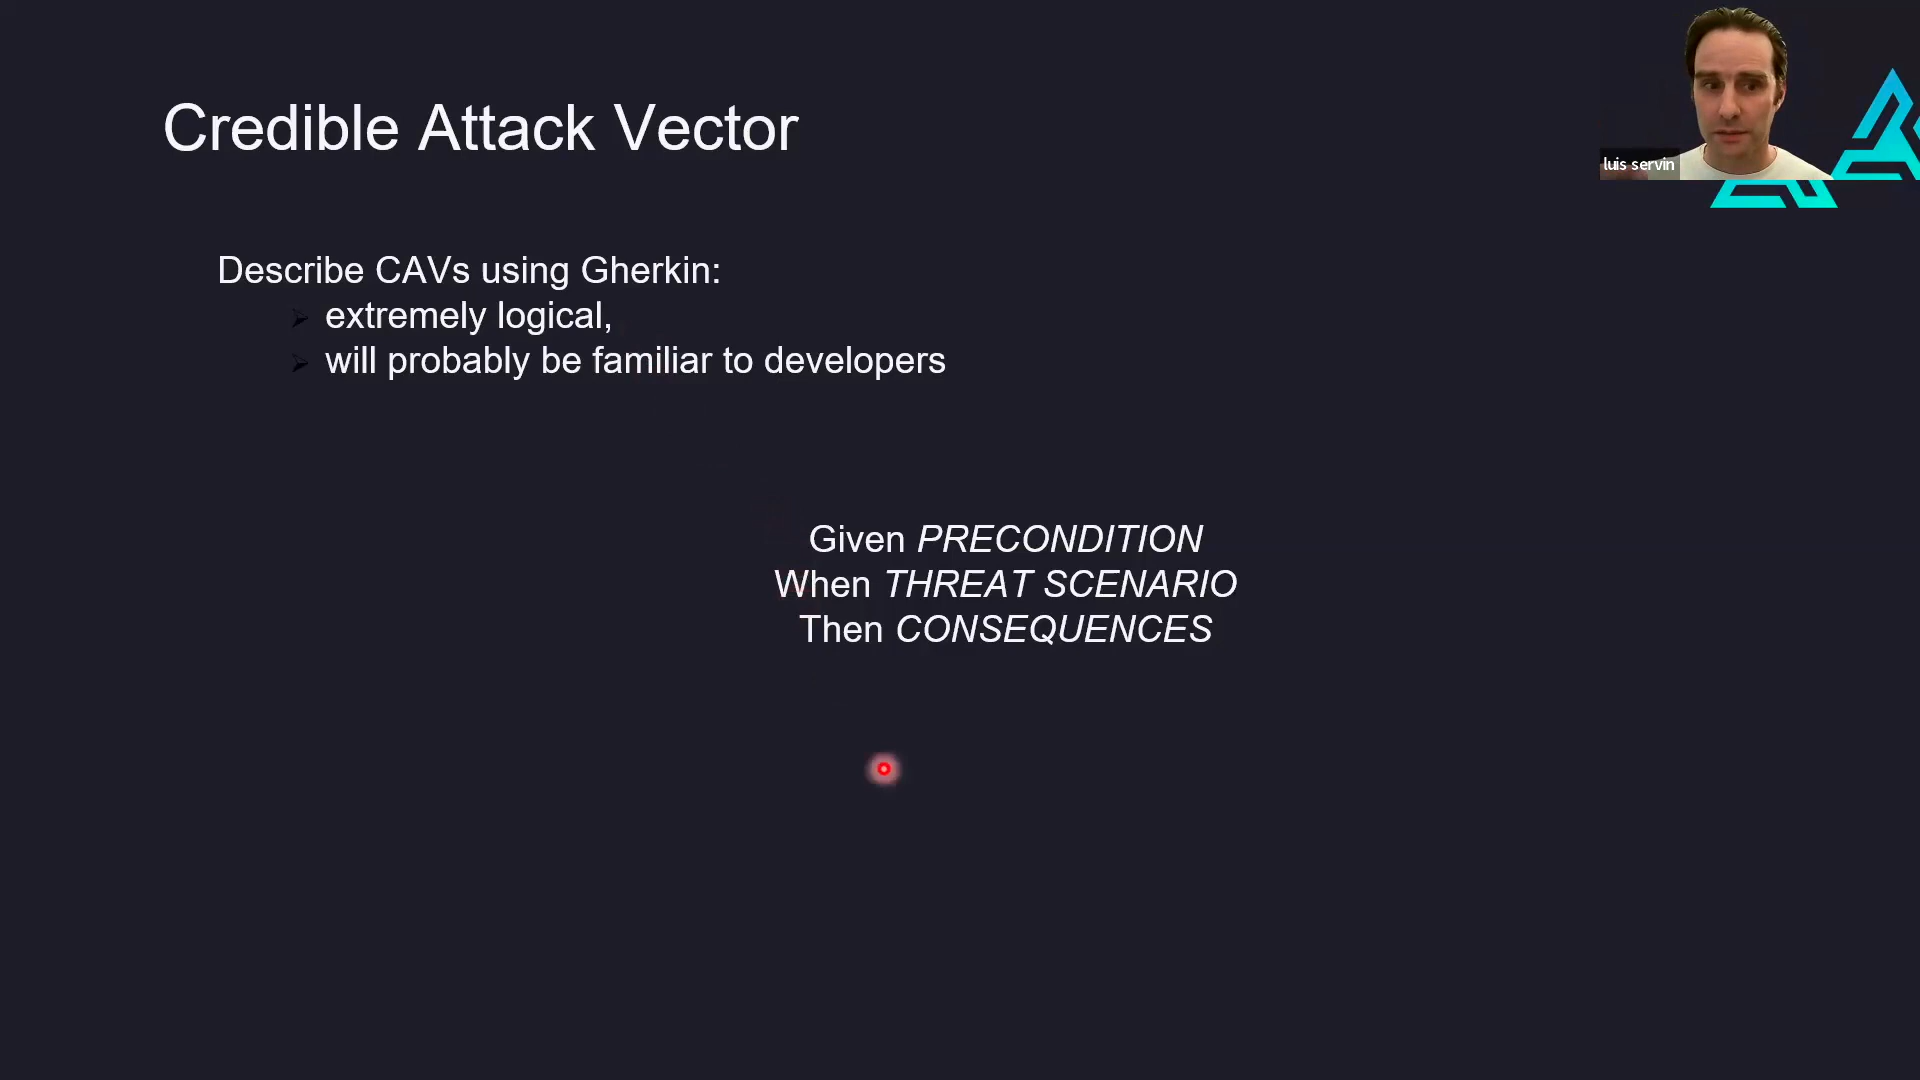 Credible Attack Vector
luis servin
Describe CAVs using Gherkin:
extremely logical,
will probably be familiar to developers
Given PRECONDITION
When THREAT SCENARIO
Then CONSEQUENCES